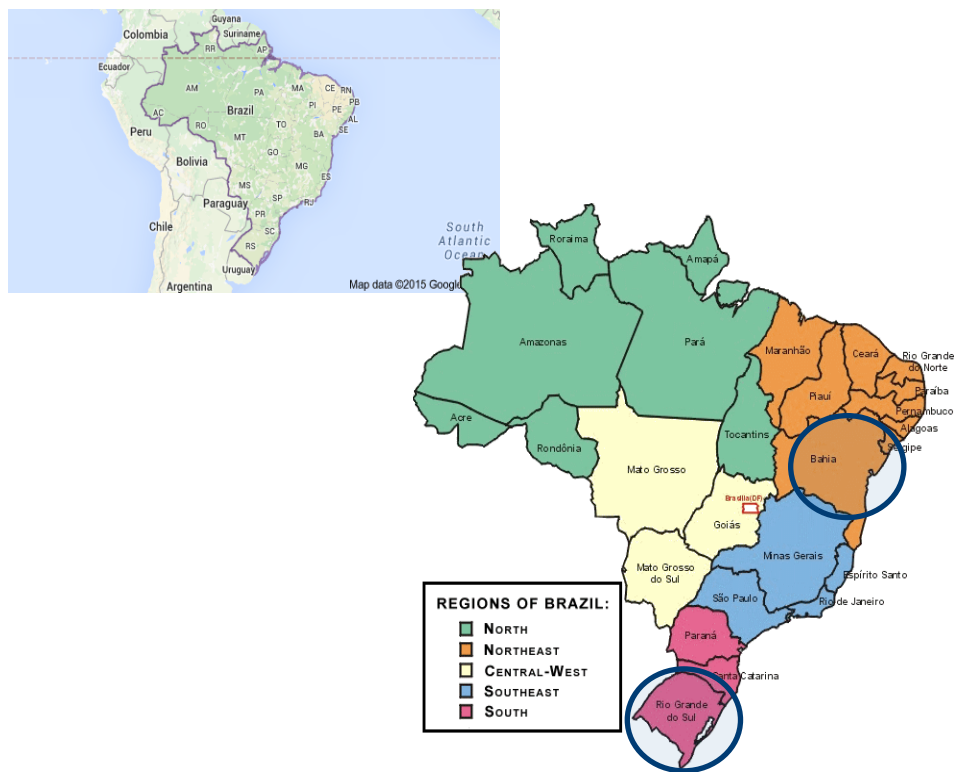 Guyana
Colombia
Suriname
RR
AP
Ecuador
AM
PA
MA
CE
RN
PB
PI
PE
AL
SE
AC
Brazil
TO
RO
BA
Peru
MT
GO
Bolivia
MG
ES
MS
SP
RJ
Paraguay
PR
Chile
SC
RS
Uruguay
Argentina
South
Atlantic
Ocean
Map data ©2015 Google
Roraima
Amapá
Amazonas
Pará
Maranhão
Ceará
Rio Grande
do Norte
Paraíba
Piauí
Pernambuco
Alagoas
Sergipe
Acre
Tocantins
Rondônia
Bahia
Mato Grosso
Brasília(DF)
Goiás
Minas Gerais
Mato Grosso
do Sul
Espírito Santo
São Paulo
Rio de Janeiro
Paraná
Santa Catarina
Rio Grande
do Sul
REGIONS OF BRAZIL:
NORTH
NORTHEAST
CENTRAL-WEST
SOUTHEAST
SOUTH